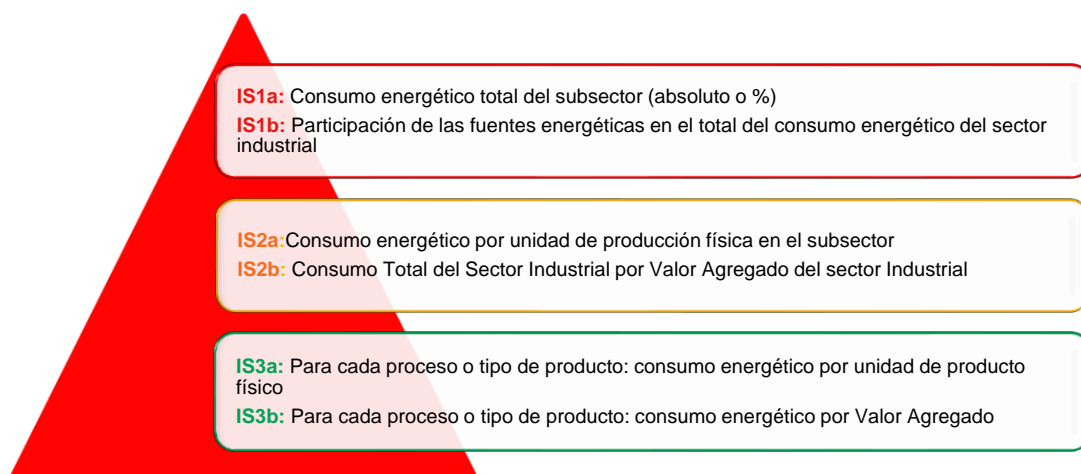 IS1a: Consumo energético total del subsector (absoluto o %)
IS1b: Participación de las fuentes energéticas en el total del consumo energético del sector
industrial
IS2a:Consumo energético por unidad de producción física en el subsector
IS2b: Consumo Total del Sector Industrial por Valor Agregado del sector Industrial
IS3a: Para cada proceso o tipo de producto: consumo energético por unidad de producto
físico
IS3b: Para cada proceso o tipo de producto: consumo energético por Valor Agregado